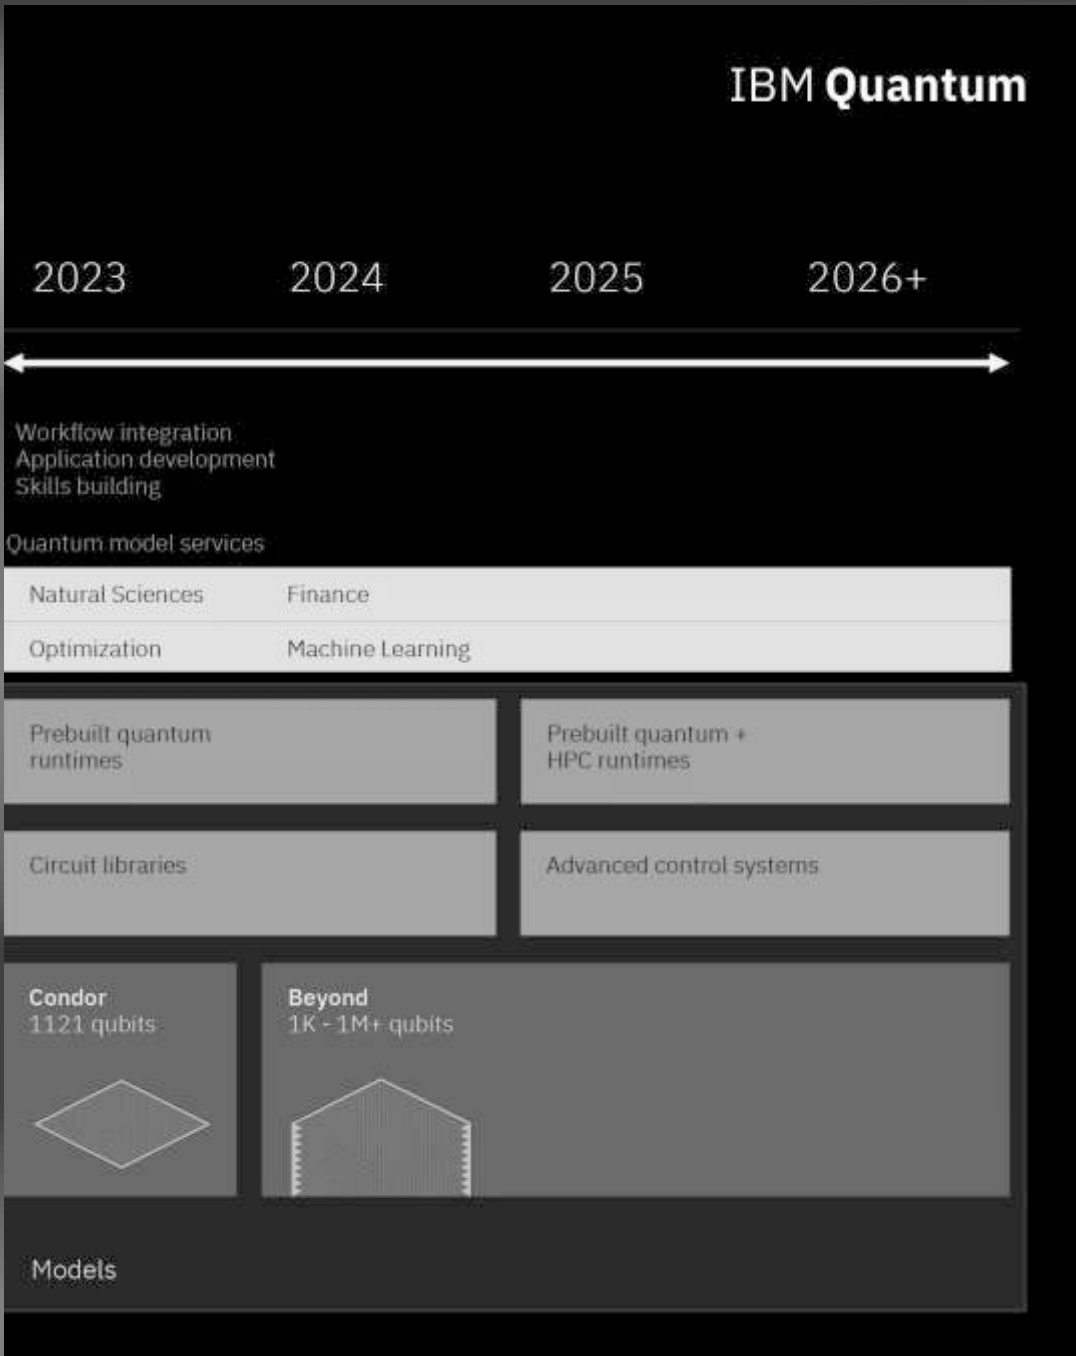 IBM Quantum
2023 2024 2025 2026+
Workflow integration
Application development
Skills building
Quantum model services
Natural Sciences Finance
Optimization Machine Learning
Prebuilt quantum
runtimes
Prebuilt quantum +
HPC runtimes
Circuit libraries
Advanced control systems
Condor
1121 qubits
Beyond
1K - 1M+ qubits
Models